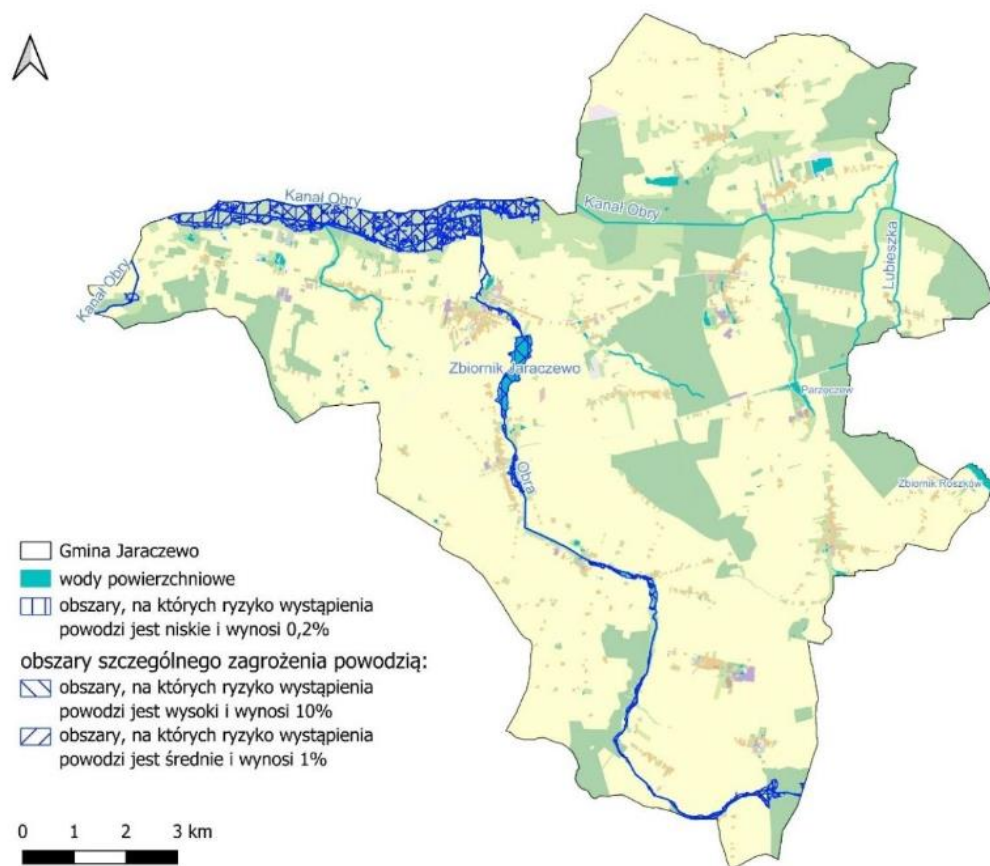 Kanał Obry
Kanał Obry
Kanał Obry
Lubieszka
Zbiornik Jaraczewo
Parzęczew
Obra
Zbiornik Roszków
Gmina Jaraczewo
wody powierzchniowe
obszary, na których ryzyko wystąpienia
powodzi jest niskie i wynosi 0,2%
obszary szczególnego zagrożenia powodzią:
obszary, na których ryzyko wystąpienia
powodzi jest wysoki i wynosi 10%
obszary, na których ryzyko wystąpienia
powodzi jest średnie i wynosi 1%
0 1 2 3 km